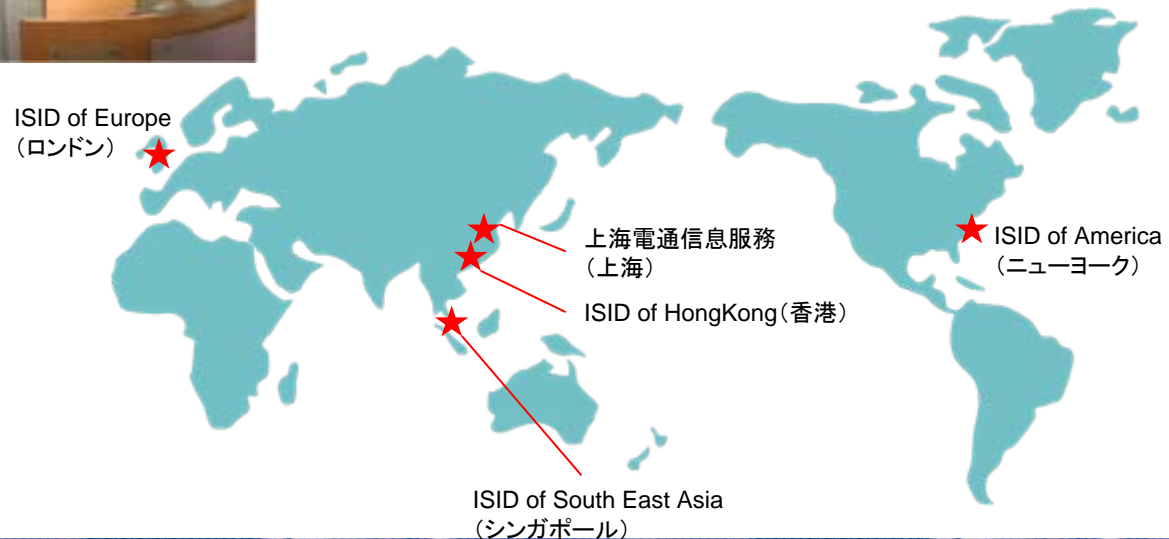 ISID of Europe
（ロンドン）
上海電通信息服務
（上海）
ISID of America
（ニューヨーク）
ISID of HongKong（香港）
ISID of South East Asia
（シンガポール）